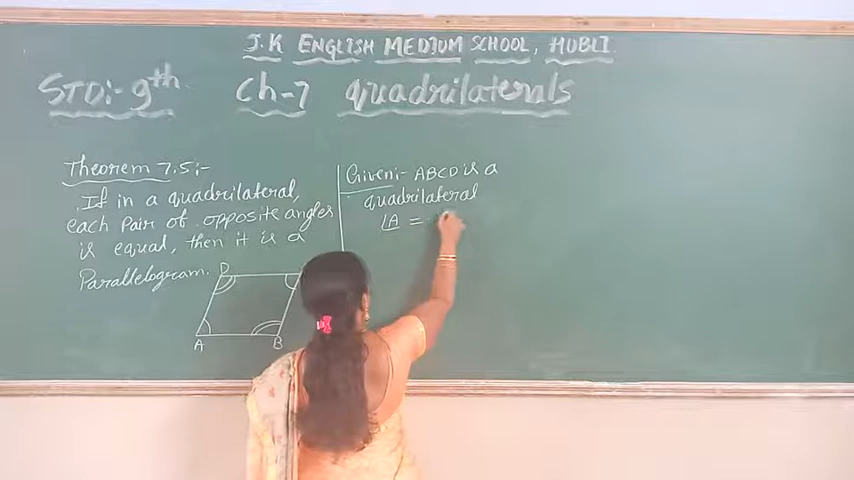 J.K ENGLISH MEDIUM SCHOOL, HUBLI.
STD:- 9th Ch-7 quadrilaterals
Theorem 7.5:-
If in a quadrilateral,
each Pair of opposite angles
is equal, then it is a
Parallelogram.
D
A B
Given:- ABCD is a
quadrilateral
∠A =